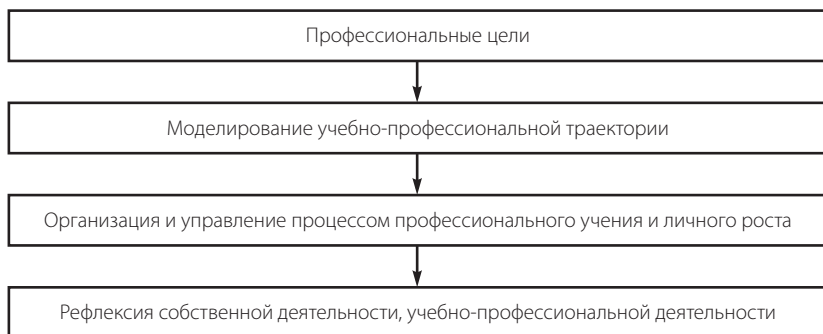 Профессиональные цели
Моделирование учебно-профессиональной траектории
Организация и управление процессом профессионального учения и личного роста
Рефлексия собственной деятельности, учебно-профессиональной деятельности